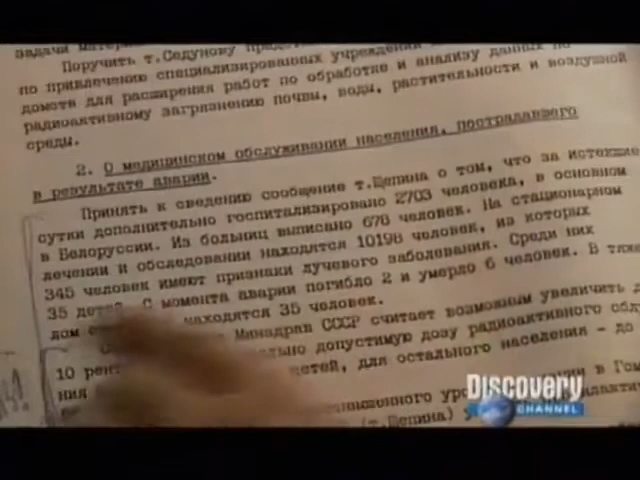 задачи
Поручить т.Седунову
по привлечению специализированных учреждений
домств для расширения работ по обработке и анализу данных по
радиоактивному загрязнению почвы, воды, растительности и воздушной
среды.
2. О медицинском обслуживании населения, пострадавшего
в результате аварии.
Принять к сведению сообщение т.Щепина о том, что за истекшие
сутки дополнительно госпитализировано 2703 человека, в основном
в Белоруссии. Из больниц выписано 678 человек. На стационарном
лечении и обследовании находятся 10198 человек, из которых
345 человек имеют признаки лучевого заболевания. Среди них
35 детей. С момента аварии погибло 2 и умерло 6 человек. В
находятся 35 человек.
Минздрав СССР считает возможным увеличить
допустимую дозу радиоактивного
10 для остального населения - до
ния в
(т.Щепина)
Discovery
CHANNEL